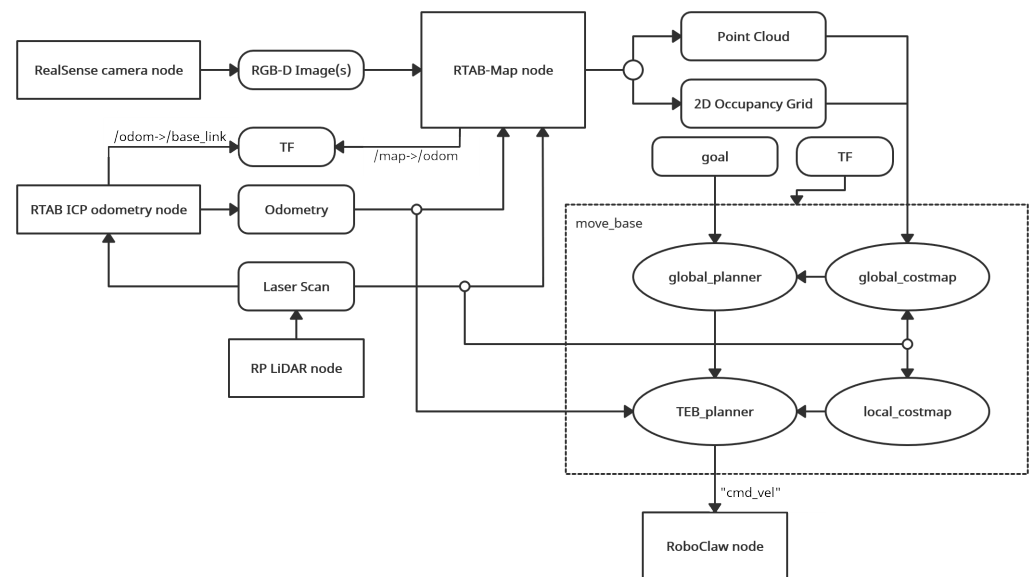 Point Cloud
RealSense camera node
RGB-D Image(s)
RTAB-Map node
2D Occupancy Grid
/odom->/base_link
TF
/map->/odom
goal
TF
RTAB ICP odometry node
Odometry
move_base
global_planner
global_costmap
Laser Scan
RP LiDAR node
TEB_planner
local_costmap
"cmd_vel"
RoboClaw node